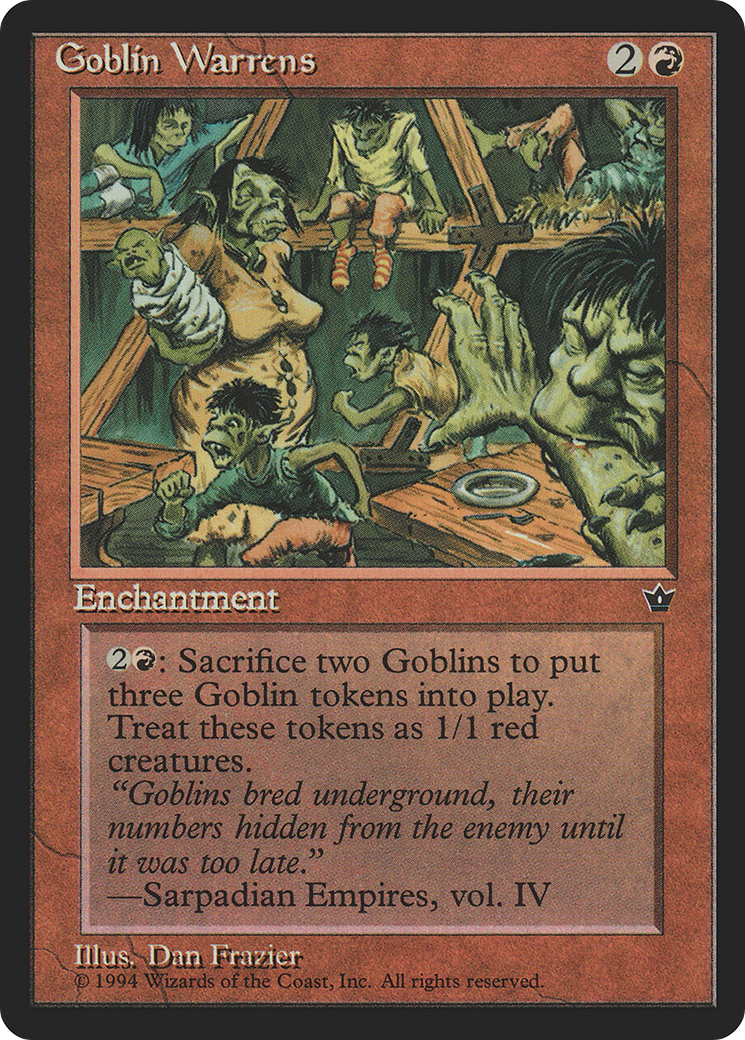 Goblin Warrens 2
Enchantment
2: Sacrifice two Goblins to put
three Goblin tokens into play.
Treat these tokens as 1/1 red
creatures.
“Goblins bred underground, their
numbers hidden from the enemy until
it was too late.”
—Sarpadian Empires, vol. IV
Illus. Dan Frazier
© 1994 Wizards of the Coast, Inc. All rights reserved.